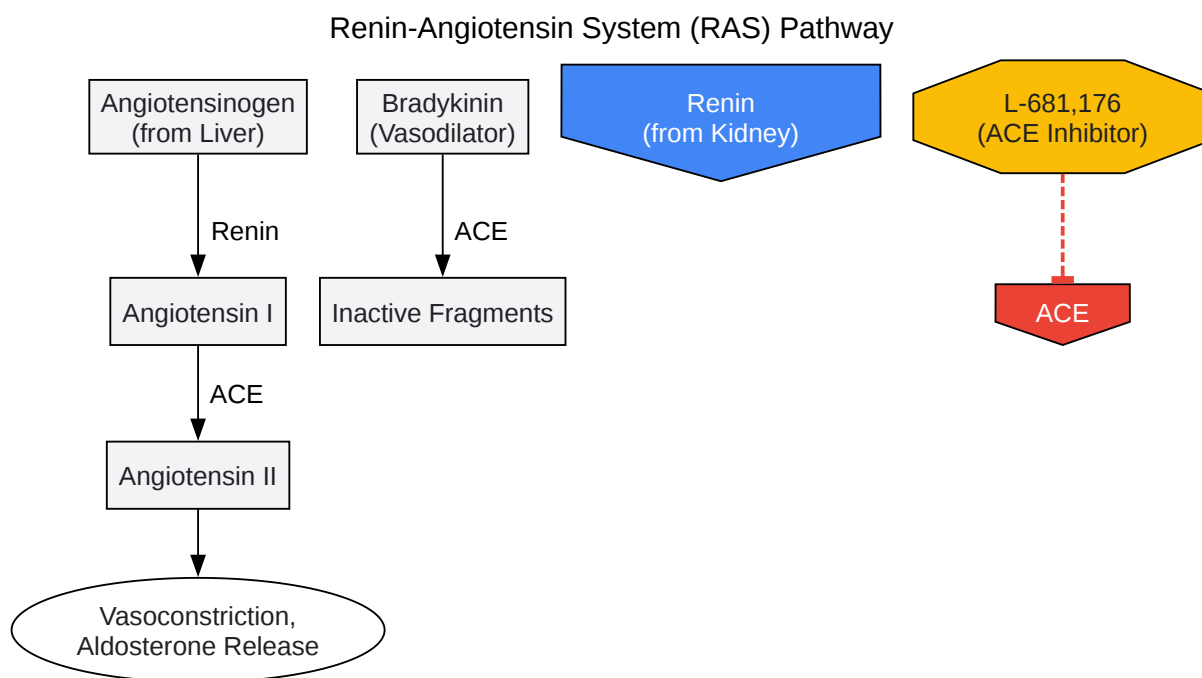 Renin-Angiotensin System (RAS) Pathway
Angiotensinogen
(from Liver)
Bradykinin
(Vasodilator)
Renin
(from Kidney)
L-681,176
(ACE Inhibitor)
Renin
ACE
Angiotensin I
Inactive Fragments
ACE
ACE
Angiotensin II
Vasoconstriction,
Aldosterone Release